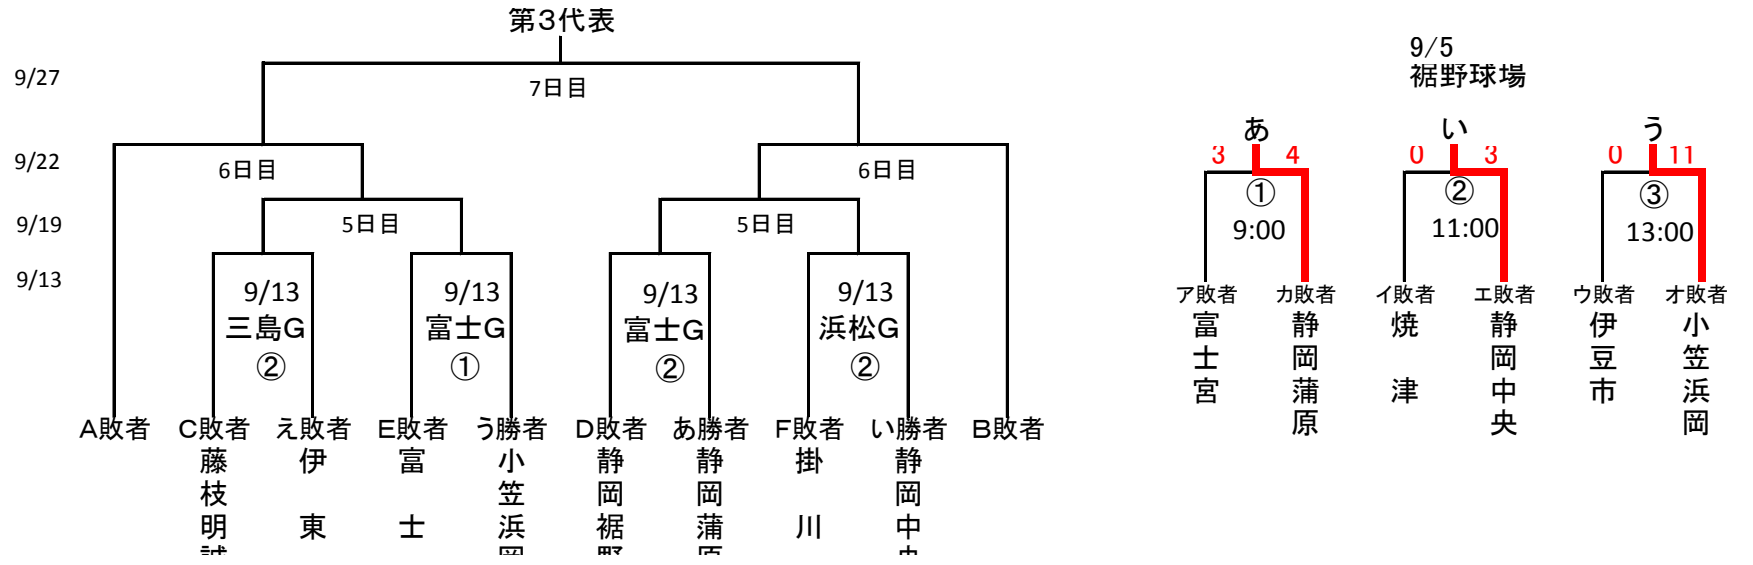 第3代表
9/27
7日目
9/22
6日目
6日目
9/19
5日目
5日目
9/13
9/13
三島G
②
9/13
富士G
①
9/13
富士G
②
9/13
浜松G
②
A敗者
C敗者
え敗者
E敗者
う勝者
D敗者
あ勝者
F敗者
い勝者
B敗者
藤枝明誠
伊東
富士
小笠浜岡
静岡裾野
静岡蒲原
掛川
静岡中央
9/5
裾野球場
あ
3 4
①
9:00
ア敗者
カ敗者
富士宮
静岡蒲原
い
0 3
②
11:00
イ敗者
エ敗者
焼津
静岡中央
う
0 11
③
13:00
ウ敗者
オ敗者
伊豆市
小笠浜岡